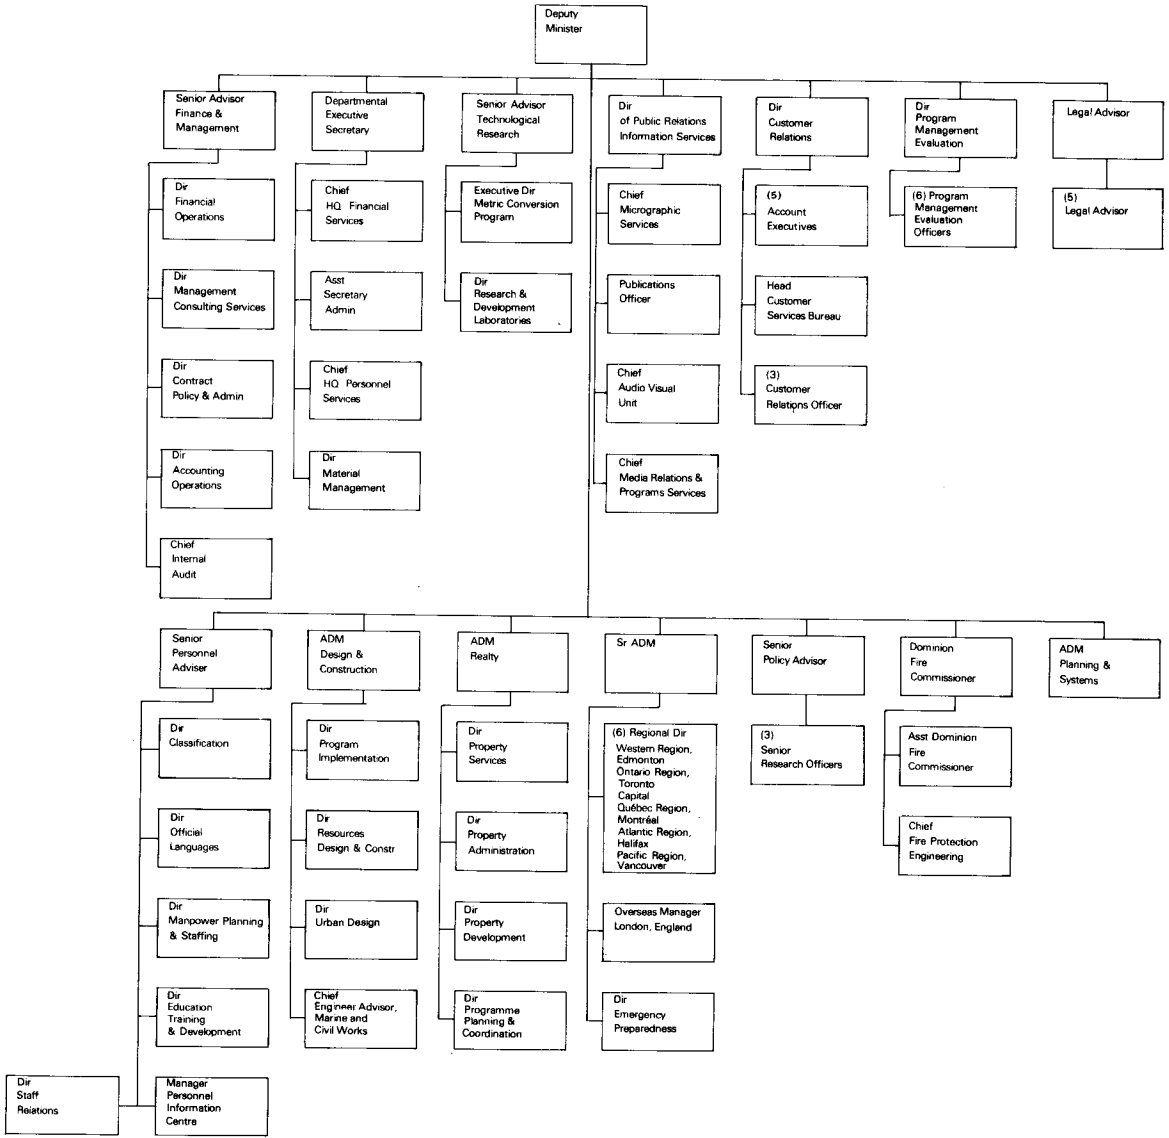 Deputy
Minister
Senior Advisor
Finance &
Management
Dir
Financial
Operations
Dir
Management
Consulting Services
Dir
Contract
Policy & Admin
Dir
Accounting
Operations
Chief
Internal
Audit
Departmental
Executive
Secretary
Chief
HQ Financial
Services
Asst
Secretary
Admin
Chief
HQ Personnel
Services
Dir
Material
Management
Senior Advisor
Technological
Research
Executive Dir
Metric Conversion
Program
Dir
Research &
Development
Laboratories
Dir
of Public Relations
Information Services
Chief
Micrographic
Services
Publications
Officer
Chief
Audio Visual
Unit
Chief
Media Relations &
Programs Services
Dir
Customer
Relations
(5)
Account
Executives
Head
Customer
Services Bureau
(3)
Customer
Relations Officer
Dir
Program
Management
Evaluation
(6) Program
Management
Evaluation
Officers
Legal Advisor
(5)
Legal Advisor
Senior
Personnel
Adviser
Dir
Classification
Dir
Official
Languages
Dir
Manpower Planning
& Staffing
Dir
Education
Training
& Development
Dir
Staff
Relations
Manager
Personnel
Information
Centre
ADM
Design &
Construction
Dir
Program
Implementation
Dir
Resources
Design & Constr
Dir
Urban Design
Chief
Engineer Advisor,
Marine and
Civil Works
ADM
Realty
Dir
Property
Services
Dir
Property
Administration
Dir
Property
Development
Dir
Programme
Planning &
Coordination
Sr ADM
(6) Regional Dir
Western Region,
Edmonton
Ontario Region,
Toronto
Capital
Québec Region,
Montréal
Atlantic Region,
Halifax
Pacific Region,
Vancouver
Overseas Manager
London, England
Dir
Emergency
Preparedness
Senior
Policy Advisor
(3)
Senior
Research Officers
Dominion
Fire
Commissioner
Asst Dominion
Fire
Commissioner
Chief
Fire Protection
Engineering
ADM
Planning &
Systems